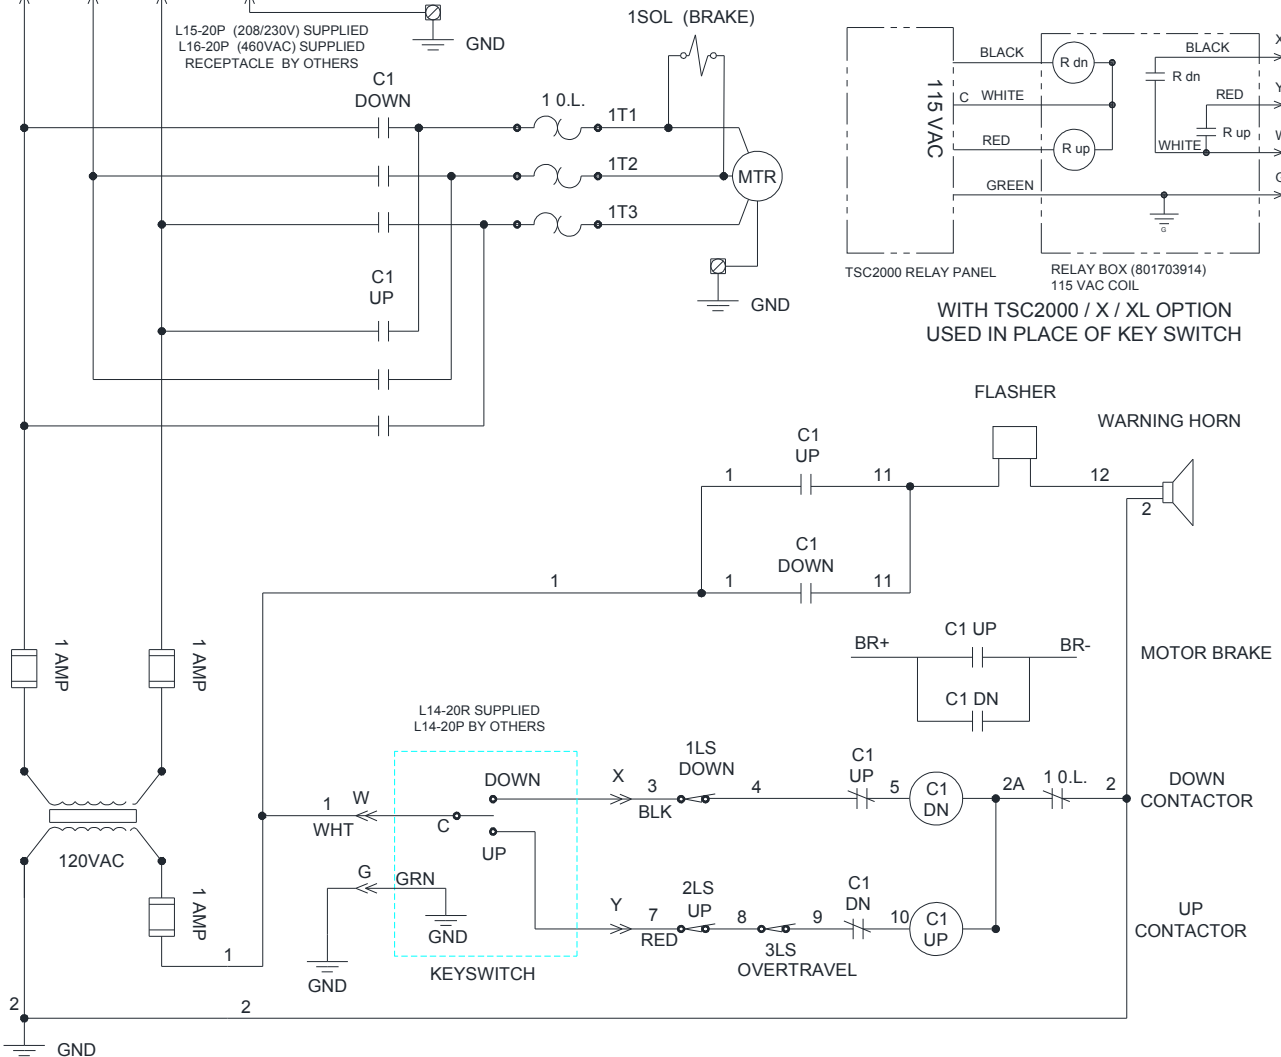 L15-20P (208/230V) SUPPLIED
L16-20P (460VAC) SUPPLIED
RECEPTACLE BY OTHERS
GND
1SOL (BRAKE)
C1
DOWN
1 O.L.
1T1
1T2
1T3
MTR
C1
UP
GND
115 VAC
BLACK
C WHITE
RED
GREEN
R dn
R up
BLACK
R dn
RED
R up
WHITE
X
Y
W
G
G
TSC2000 RELAY PANEL
RELAY BOX (801703914)
115 VAC COIL
WITH TSC2000 / X / XL OPTION
USED IN PLACE OF KEY SWITCH
FLASHER
WARNING HORN
C1
UP
1
11
12
2
C1
DOWN
1
1
11
1 AMP
1 AMP
C1 UP
BR+
BR-
MOTOR BRAKE
C1 DN
L14-20R SUPPLIED
L14-20P BY OTHERS
1
W
WHT
C
DOWN
UP
X
3
BLK
1LS
DOWN
4
C1
UP
5
C1
DN
2A
1 O.L.
2
DOWN
CONTACTOR
120VAC
1 AMP
G
GRN
GND
GND
KEYSWITCH
Y
7
RED
2LS
UP
8
3LS
OVERTRAVEL
9
C1
DN
10
C1
UP
UP
CONTACTOR
1
2
2
GND